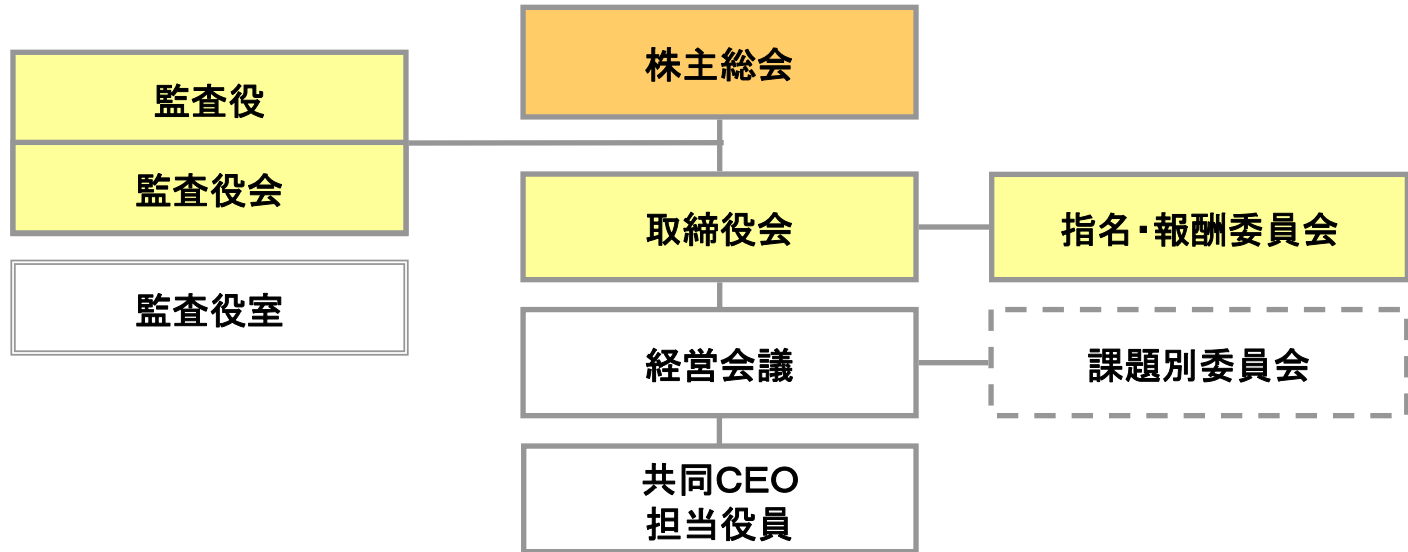 株主総会
監査役
監査役会
監査役室
取締役会
指名・報酬委員会
経営会議
課題別委員会
共同CEO
担当役員